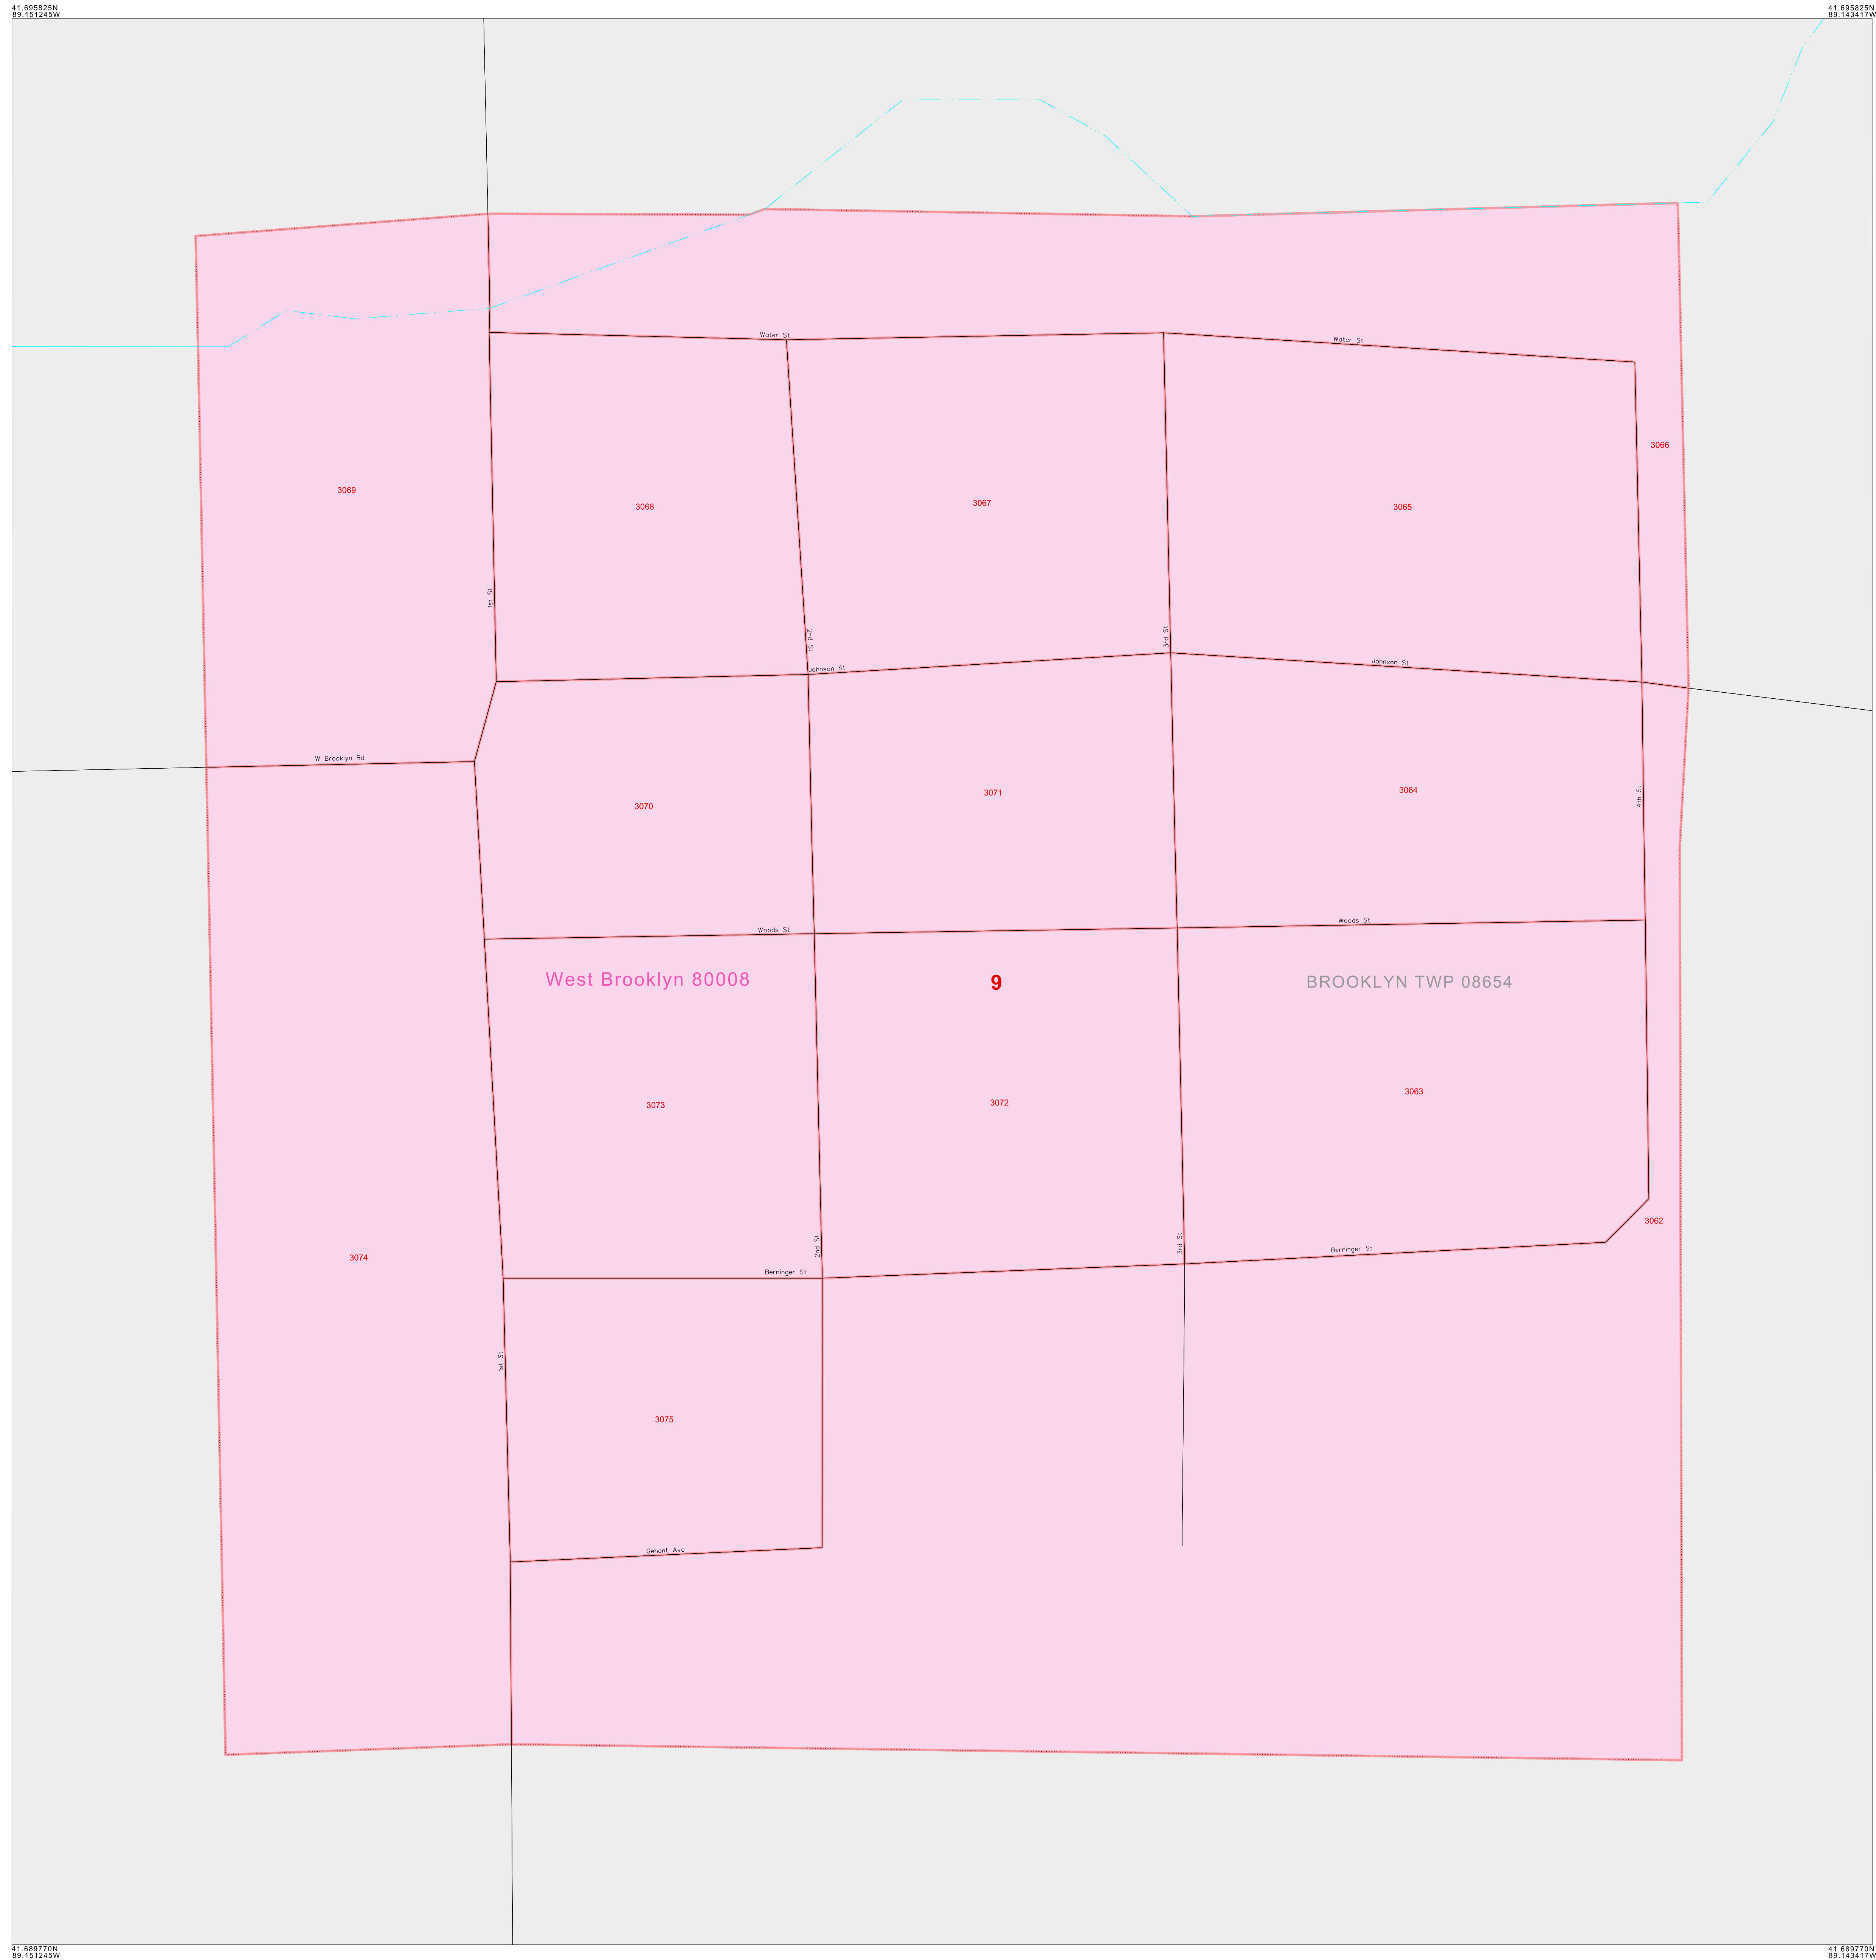 41.695825N
89.151245W
41.695825N
89.143417W
Water St
Water St
3066
3069
3068
3067
3065
1st St
2nd St
3rd St
Johnson St
Johnson St
W Brooklyn Rd
3070
3071
3064
4th St
Woods St
Woods St
West Brooklyn 80008
9
BROOKLYN TWP 08654
3073
3072
3063
3062
3074
2nd St
3rd St
Berninger St
Berninger St
1st St
3075
Gehant Ave
41.689770N
89.151245W
41.689770N
89.143417W